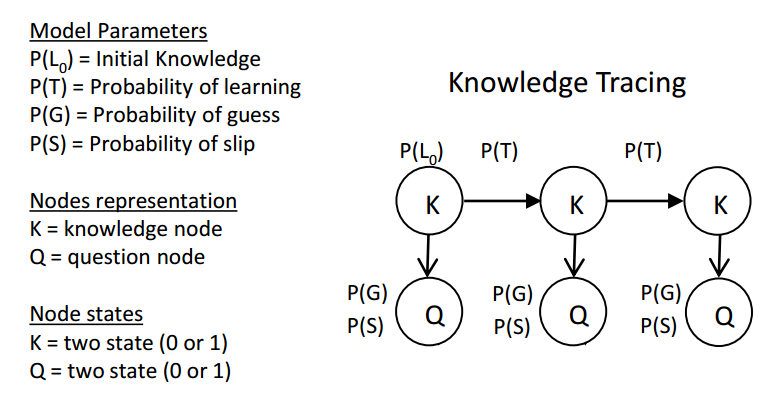 Model Parameters
P(L0) = Initial Knowledge
P(T) = Probability of learning
P(G) = Probability of guess
P(S) = Probability of slip
Nodes representation
K = knowledge node
Q = question node
Node states
K = two state (0 or 1)
Q = two state (0 or 1)
Knowledge Tracing
P(L0) P(T) P(T)
K K K
P(G) P(G) P(G)
Q Q Q
P(S) P(S) P(S)